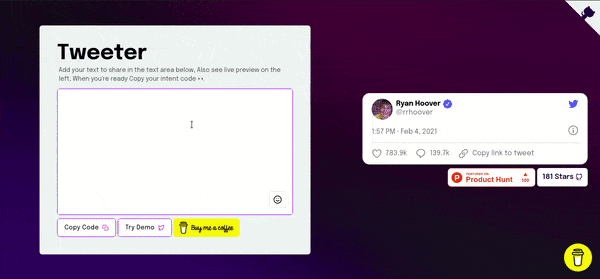 Tweeter
Add your text to share in the text area below, Also see live preview on the
left. When you're ready Copy your intent code 👀.
Copy Code
Try Demo
Buy me a coffee
Ryan Hoover
@rrhoover
1:57 PM · Feb 4, 2021
783.9k
139.7k
Copy link to tweet
FEATURED ON
Product Hunt
181 Stars